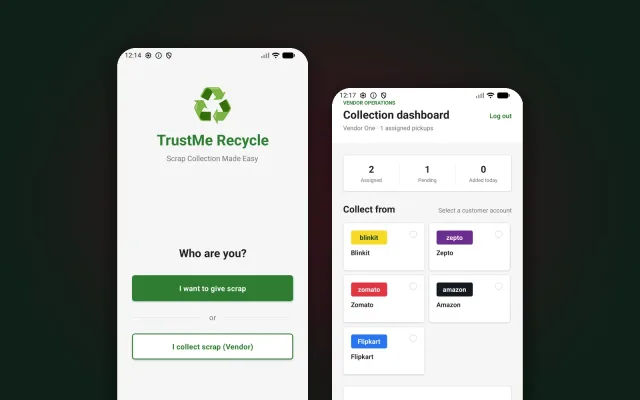 12:14
TrustMe Recycle
Scrap Collection Made Easy
Who are you?
I want to give scrap
or
I collect scrap (Vendor)
12:17
VENDOR OPERATIONS
Collection dashboard
Log out
Vendor One · 1 assigned pickups
2
1
0
Assigned
Pending
Added today
Collect from
Select a customer account
blinkit
zepto
Blinkit
Zepto
zomato
amazon
Zomato
Amazon
Flipkart
Flipkart